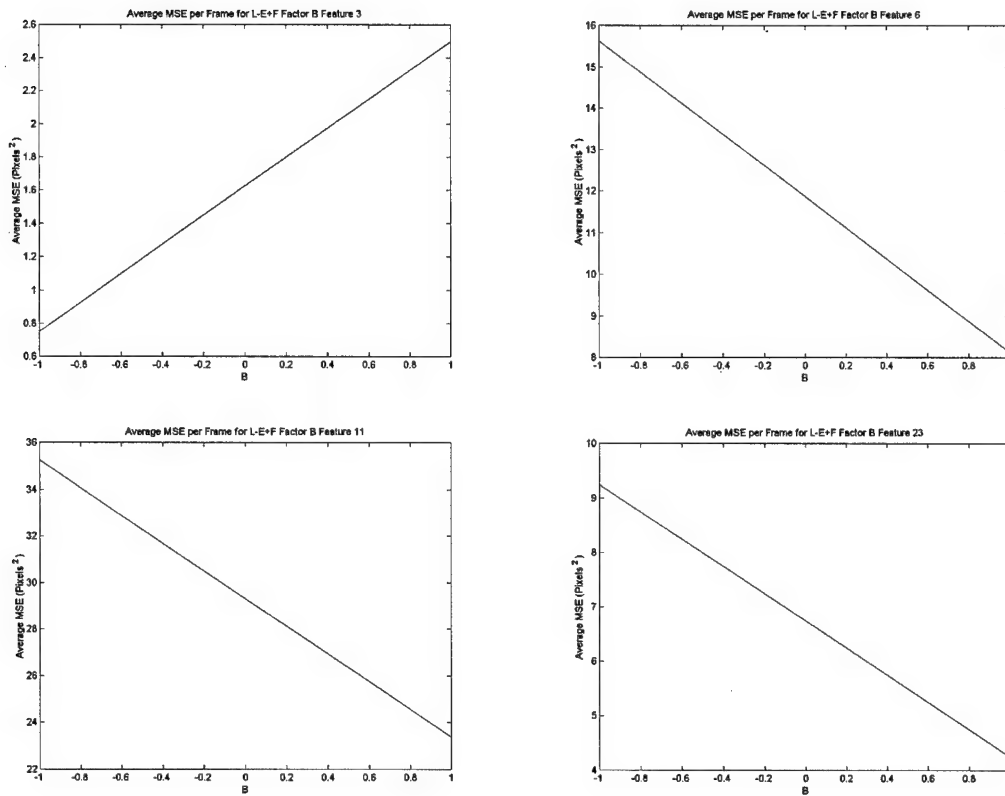 Average MSE per Frame for L-E+F Factor B Feature 3
2.6
2.4
2.2
2
1.8
1.6
1.4
1.2
1
0.8
0.6
Average MSE (Pixels ²)
-1 -0.8 -0.6 -0.4 -0.2 0 0.2 0.4 0.6 0.8 1
B
Average MSE per Frame for L-E+F Factor B Feature 6
16
15
14
13
12
11
10
9
8
Average MSE (Pixels ²)
-1 -0.8 -0.6 -0.4 -0.2 0 0.2 0.4 0.6 0.8
B
Average MSE per Frame for L-E+F Factor B Feature 11
36
34
32
30
28
26
24
22
Average MSE (Pixels ²)
-1 -0.8 -0.6 -0.4 -0.2 0 0.2 0.4 0.6 0.8 1
B
Average MSE per Frame for L-E+F Factor B Feature 23
10
9
8
7
6
5
4
Average MSE (Pixels ²)
-1 -0.8 -0.6 -0.4 -0.2 0 0.2 0.4 0.6 0.8
B